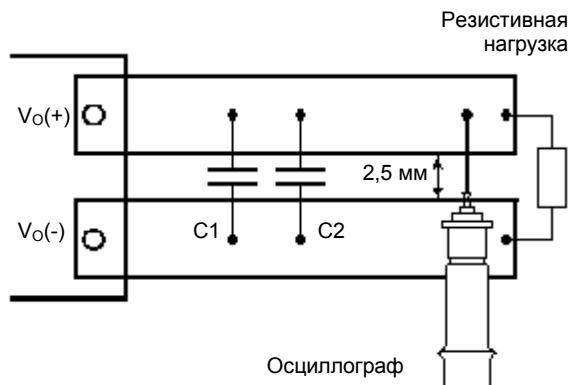 Резистивная
нагрузка
Vo(+)
2,5 мм
Vo(-)
C1
C2
Осциллограф